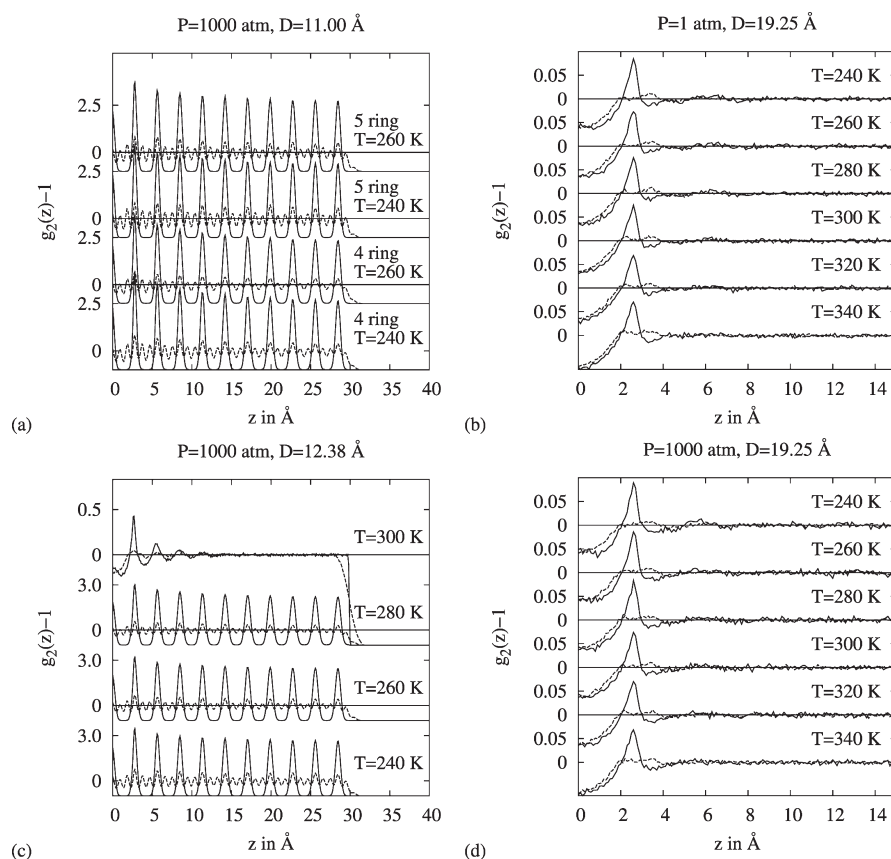 P=1000 atm, D=11.00 Å
g₂(z)−1
2.5
0
5 ring
T=260 K
2.5
0
5 ring
T=240 K
2.5
0
4 ring
T=260 K
2.5
0
4 ring
T=240 K
0 5 10 15 20 25 30 35 40
z in Å
(a)
P=1 atm, D=19.25 Å
g₂(z)−1
0.05
0
T=240 K
0.05
0
T=260 K
0.05
0
T=280 K
0.05
0
T=300 K
0.05
0
T=320 K
0.05
0
T=340 K
0 2 4 6 8 10 12 14
z in Å
(b)
P=1000 atm, D=12.38 Å
g₂(z)−1
0.5
0
T=300 K
3.0
0
T=280 K
3.0
0
T=260 K
3.0
0
T=240 K
0 5 10 15 20 25 30 35 40
z in Å
(c)
P=1000 atm, D=19.25 Å
g₂(z)−1
0.05
0
T=240 K
0.05
0
T=260 K
0.05
0
T=280 K
0.05
0
T=300 K
0.05
0
T=320 K
0.05
0
T=340 K
0 2 4 6 8 10 12 14
z in Å
(d)